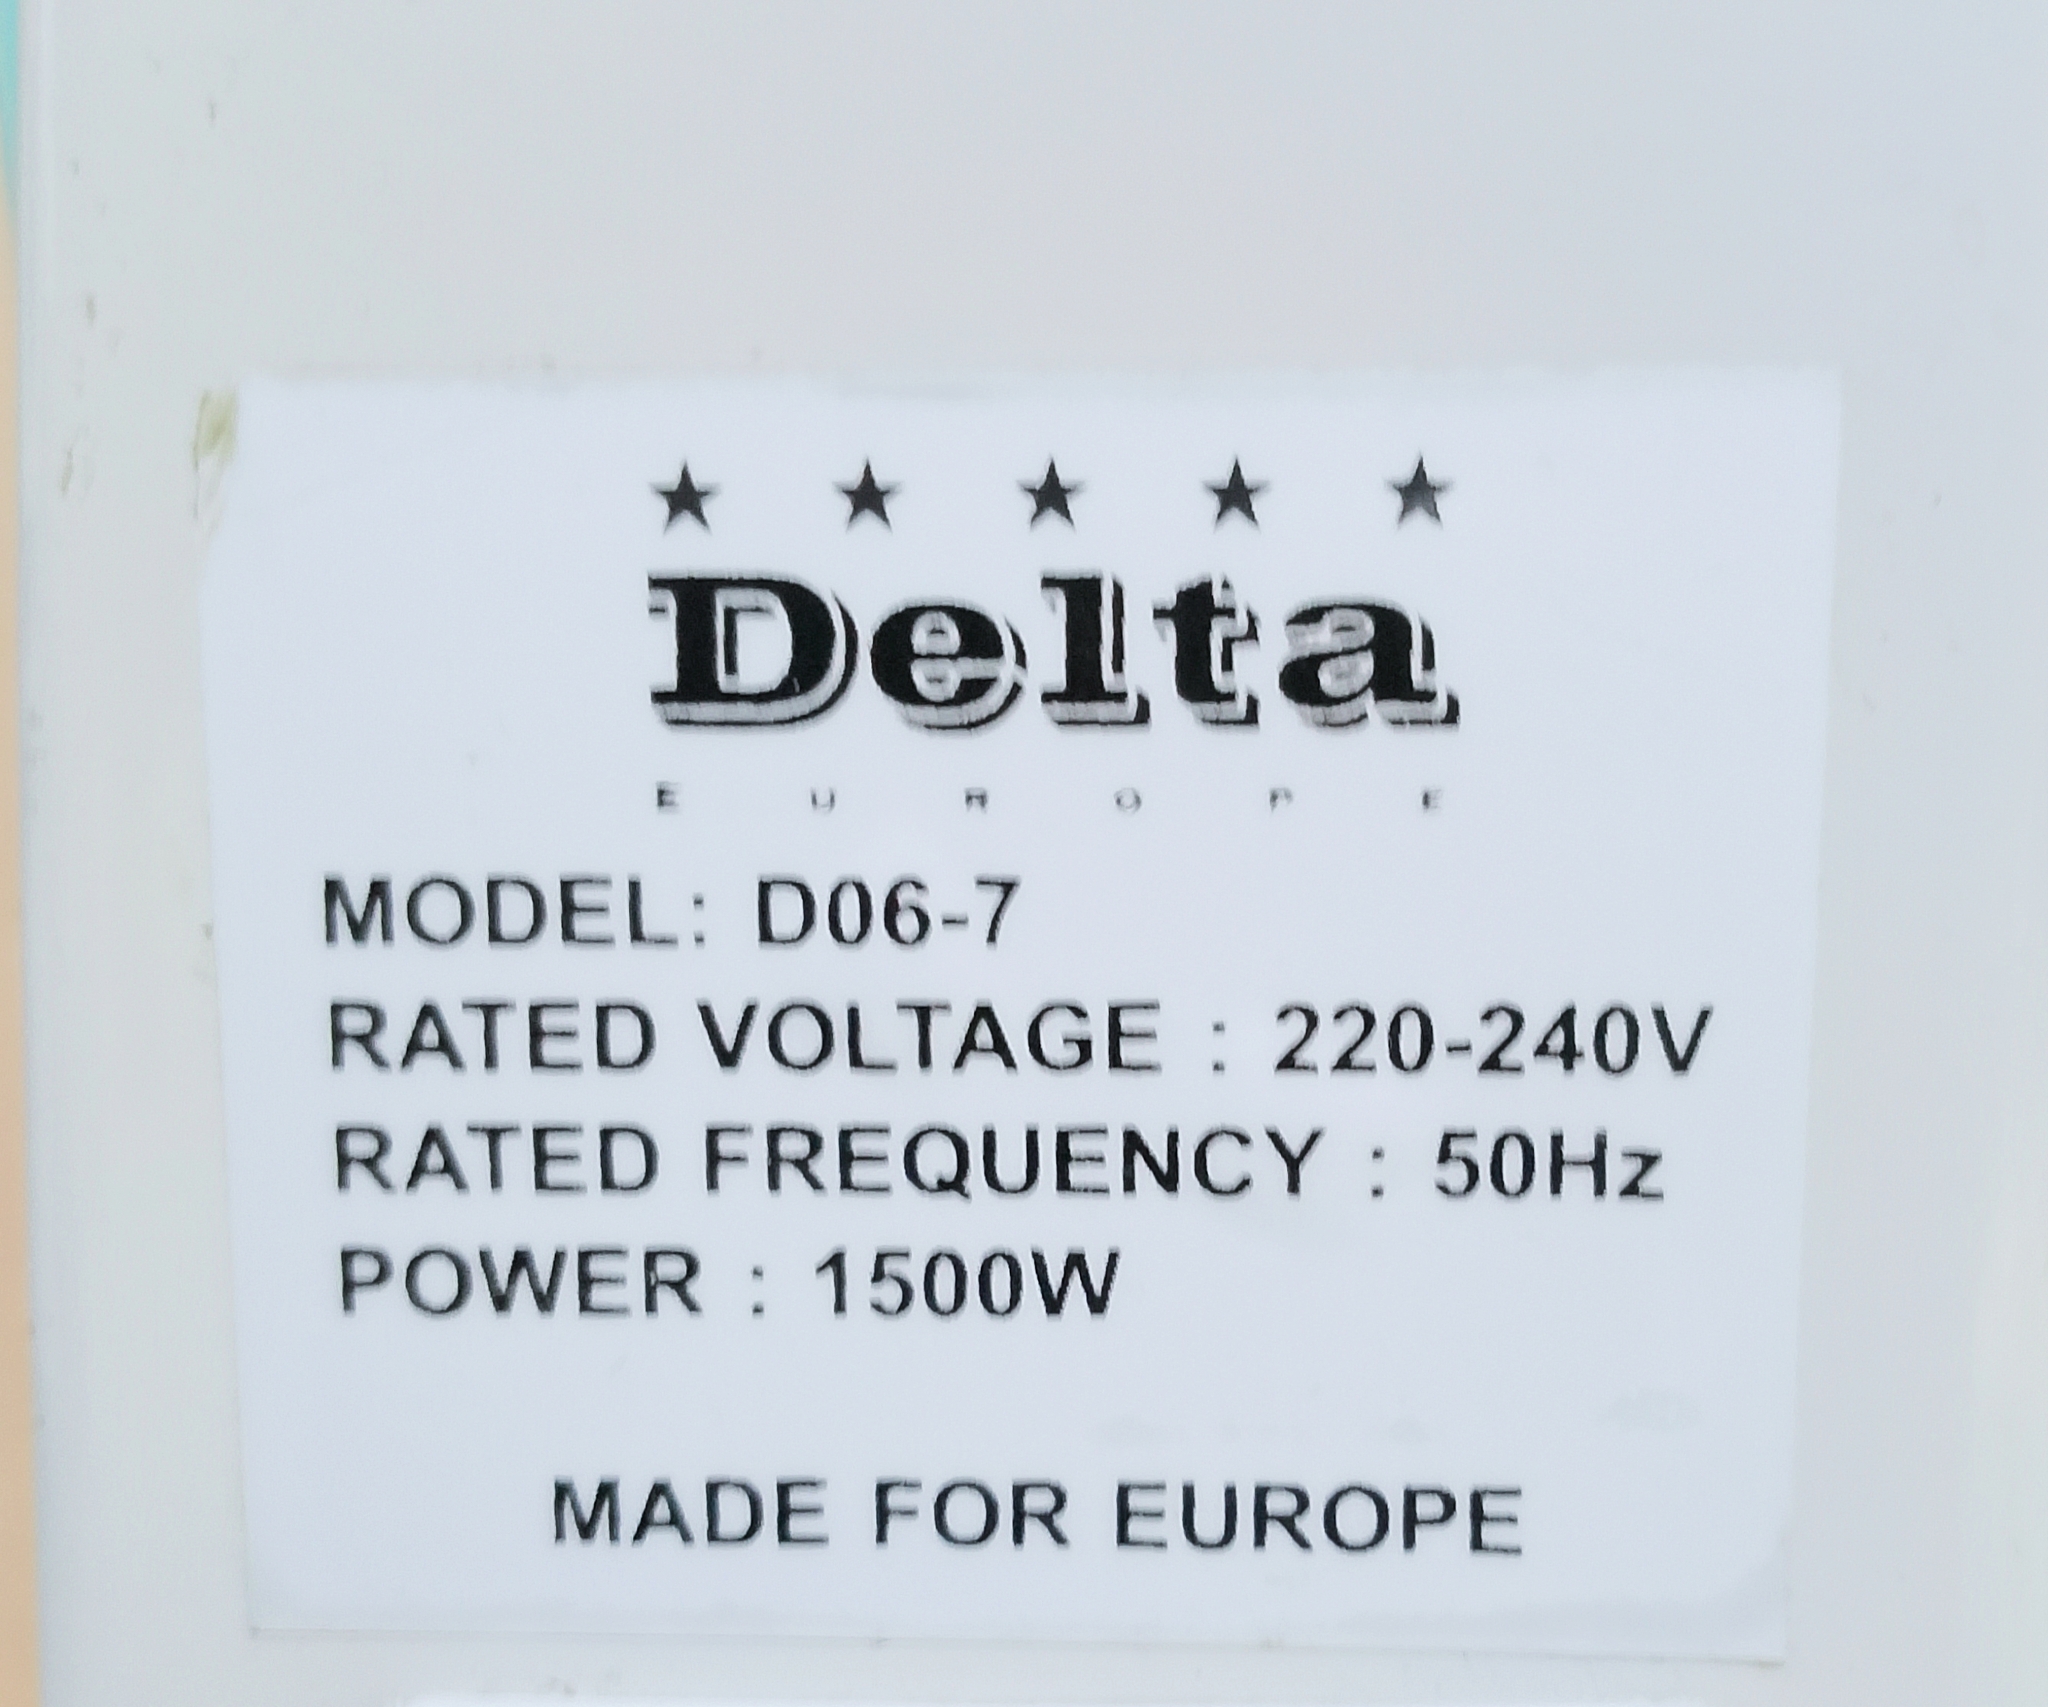 Delta
EUROPE
MODEL: D06-7
RATED VOLTAGE : 220-240V
RATED FREQUENCY : 50Hz
POWER : 1500W
MADE FOR EUROPE